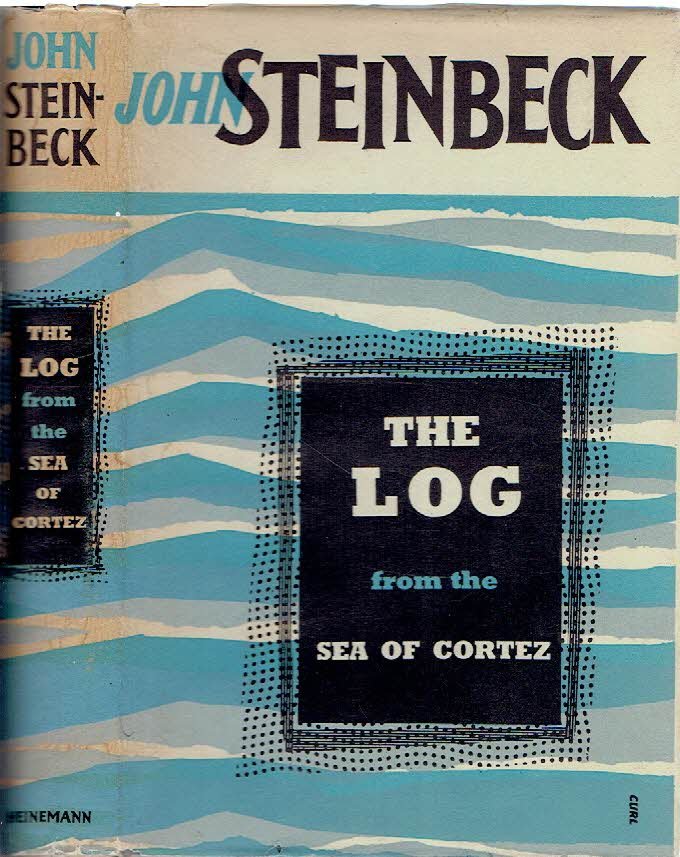 JOHN
STEIN-
BECK
THE
LOG
from
the
SEA
OF
CORTEZ
HEINEMANN
JOHN STEINBECK
THE
LOG
from the
SEA OF CORTEZ
CURL